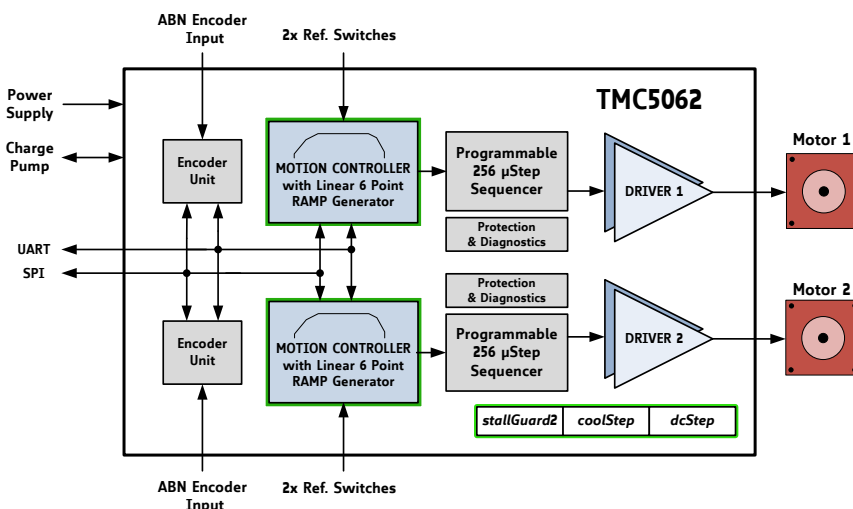 ABN Encoder
Input
2x Ref. Switches
TMC5062
Power
Supply
Charge
Pump
UART
SPI
Encoder
Unit
MOTION CONTROLLER
with Linear 6 Point
RAMP Generator
Programmable
256 µStep
Sequencer
Protection
& Diagnostics
DRIVER 1
Motor 1
Encoder
Unit
MOTION CONTROLLER
with Linear 6 Point
RAMP Generator
Protection
& Diagnostics
Programmable
256 µStep
Sequencer
DRIVER 2
Motor 2
stallGuard2 coolStep dcStep
ABN Encoder
Input
2x Ref. Switches